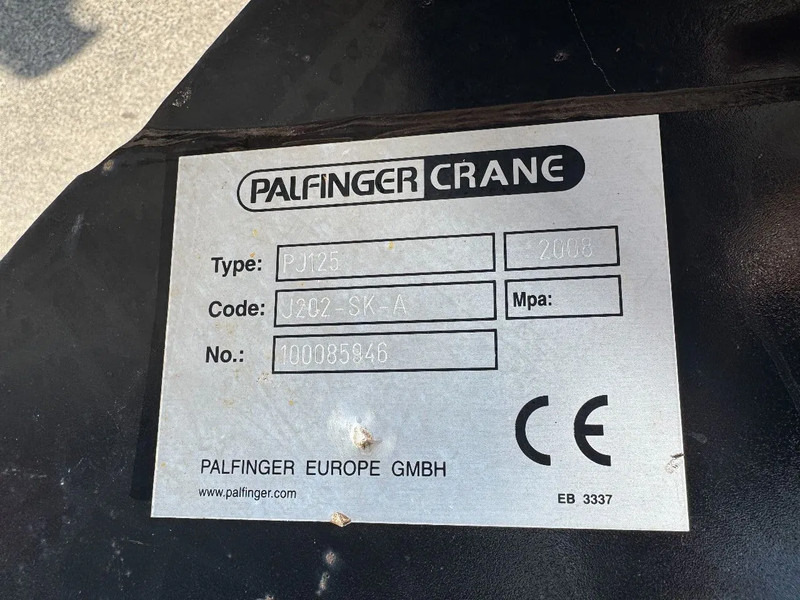 PALFINGER CRANE
Type: PJ125 2008
Code: J202-SK-A Mpa:
No.: 100085946
CE
PALFINGER EUROPE GMBH
www.palfinger.com
EB 3337